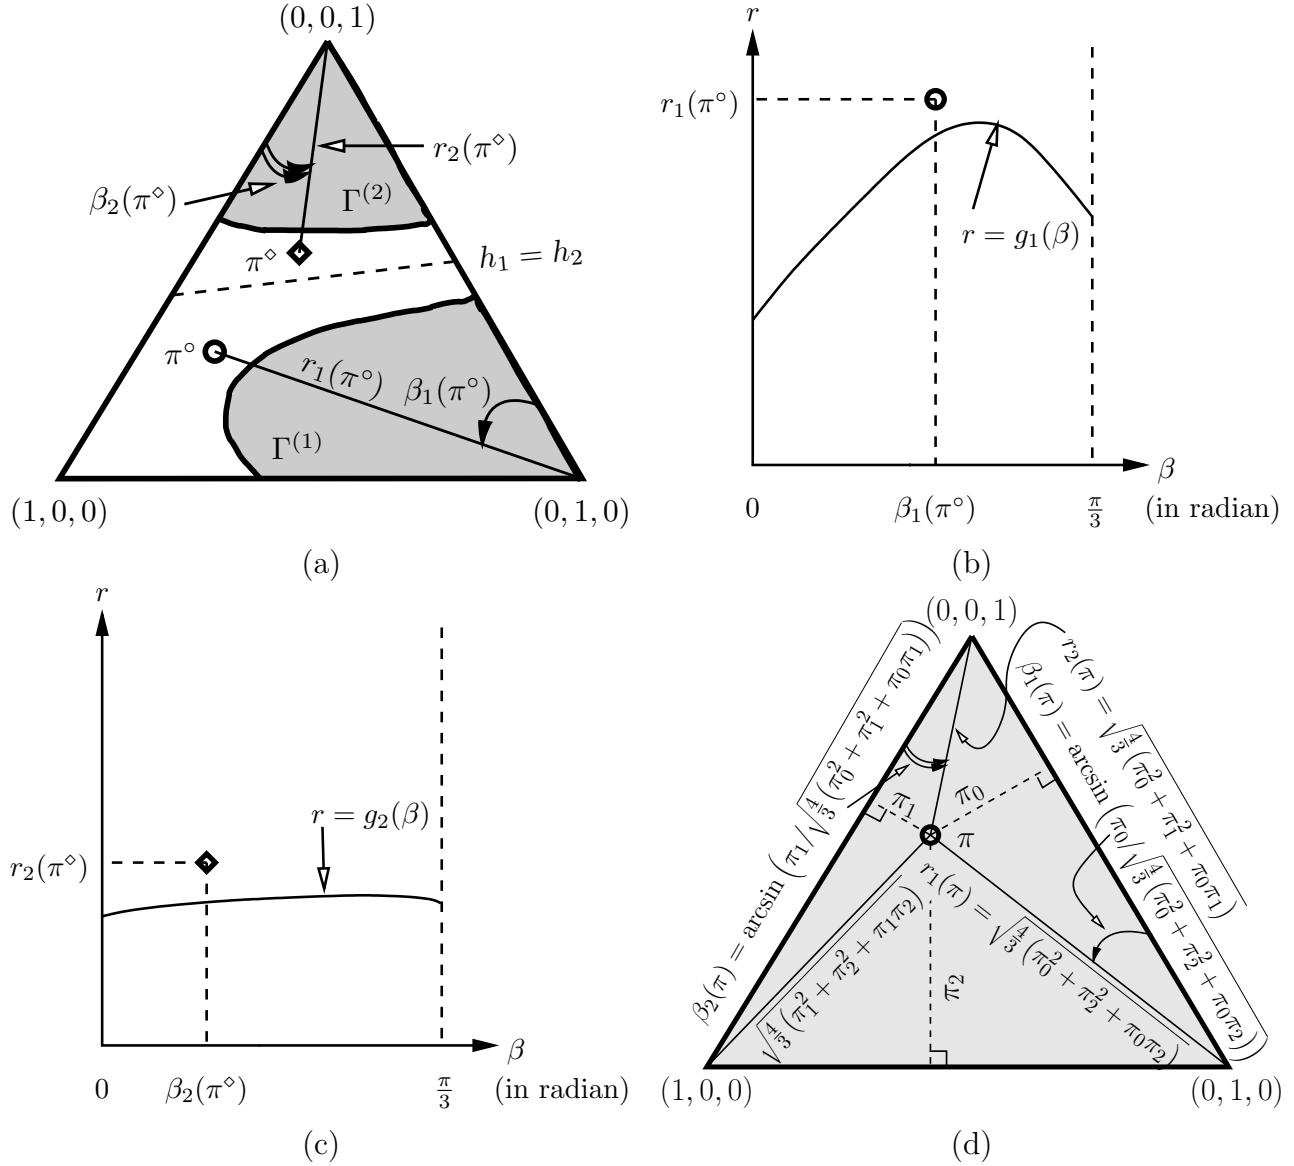 (0, 0, 1)
r₂(π^⋄)
β₂(π^⋄)
Γ^(2)
π^⋄
h₁ = h₂
π°
r₁(π°)
β₁(π°)
Γ^(1)
(1, 0, 0)
(0, 1, 0)
(a)
r
r₁(π°)
r = g₁(β)
β
0
β₁(π°)
π/3
(in radian)
(b)
r
r = g₂(β)
r₂(π^⋄)
β
0
β₂(π^⋄)
π/3
(in radian)
(c)
(0, 0, 1)
β₂(π) = arcsin(π₁/√(4/3(π₀² + π₁² + π₀π₁)))
r₂(π) = √(4/3(π₀² + π₁² + π₀π₁))
β₁(π) = arcsin(π₀/√(4/3(π₀² + π₂² + π₀π₂)))
π₁
π₀
π
r₁(π) = √(4/3(π₀² + π₂² + π₀π₂))
√(4/3(π₁² + π₂² + π₁π₂))
π₂
(1, 0, 0)
(0, 1, 0)
(d)